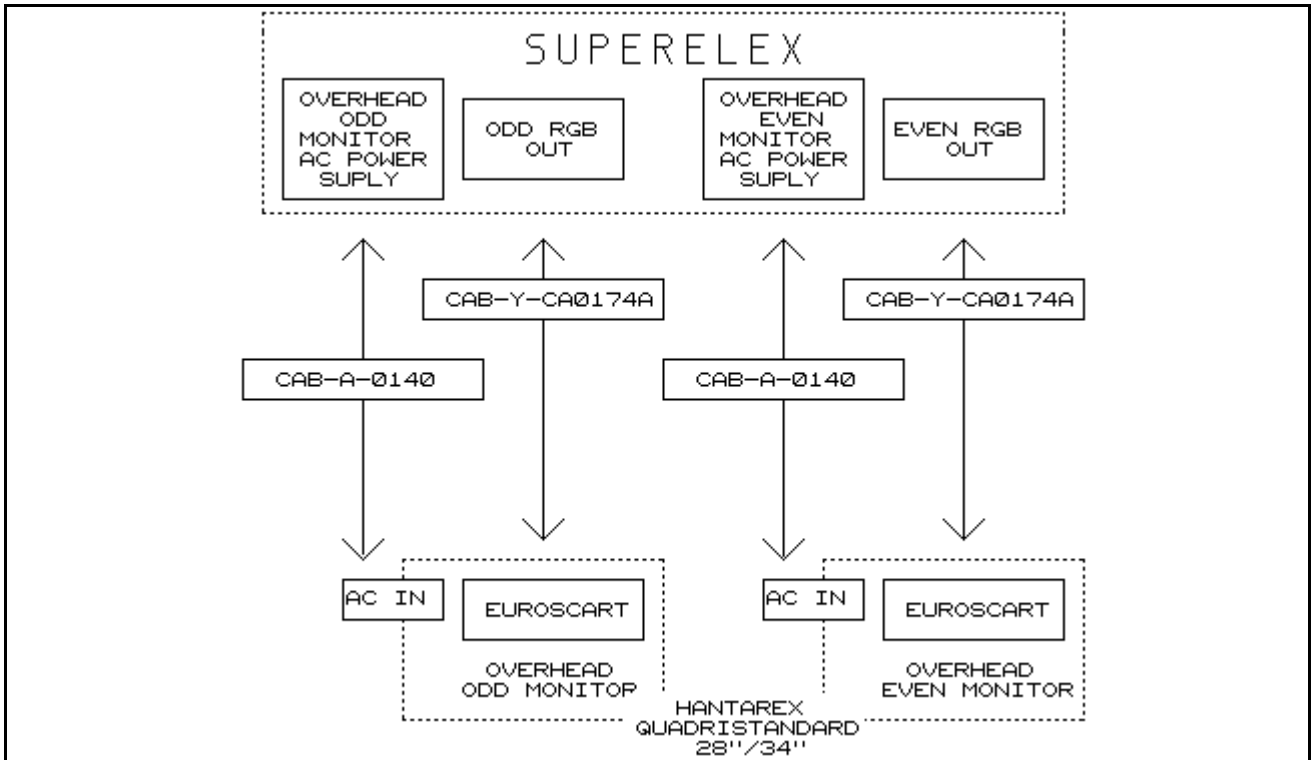 SUPERELEX
OVERHEAD
ODD
MONITOR
AC POWER
SUPLY
ODD RGB
OUT
OVERHEAD
EVEN
MONITOR
AC POWER
SUPLY
EVEN RGB
OUT
CAB-Y-CA0174A
CAB-Y-CA0174A
CAB-A-0140
CAB-A-0140
AC IN
EUROSCART
OVERHEAD
ODD MONITOR
AC IN
EUROSCART
OVERHEAD
EVEN MONITOR
HANTAREX
QUADRISTANDARD
28"/34"